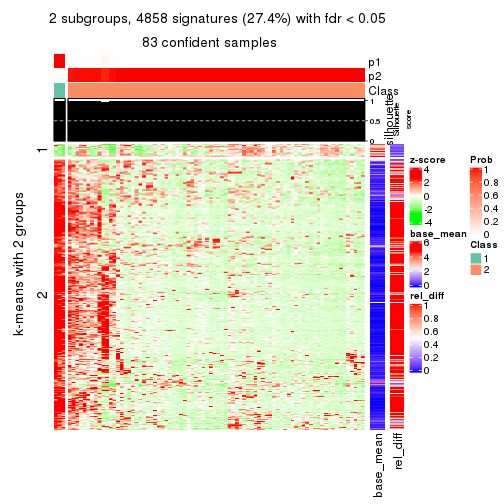 2 subgroups, 4858 signatures (27.4%) with fdr < 0.05
83 confident samples
p1
p2
Class
1
0.5
0
silhouette
Silhouette
score
k-means with 2 groups
1
2
z-score
4
2
0
-2
-4
base_mean
6
4
2
0
rel_diff
1
0.8
0.6
0.4
0.2
0
Prob
1
0.8
0.6
0.4
0.2
0
Class
1
2
base_mean
rel_diff